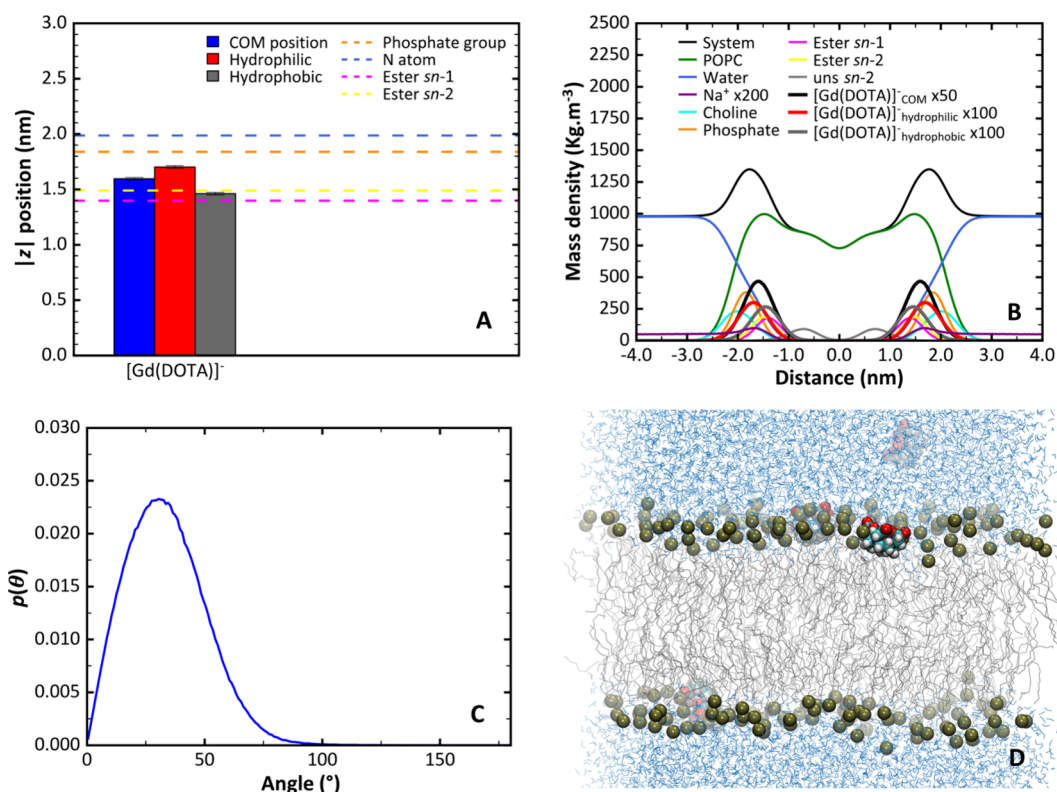 3.0
2.5
2.0
1.5
1.0
0.5
0.0
|z| position (nm)
COM position
Hydrophilic
Hydrophobic
Phosphate group
N atom
Ester sn-1
Ester sn-2
A
[Gd(DOTA)]⁻
2500
2250
2000
1750
1500
1250
1000
750
500
250
0
Mass density (Kg.m⁻³)
System
POPC
Water
Na⁺ x200
Choline
Phosphate
Ester sn-1
Ester sn-2
uns sn-2
[Gd(DOTA)]⁻COM x50
[Gd(DOTA)]⁻hydrophilic x100
[Gd(DOTA)]⁻hydrophobic x100
B
-4.0 -3.0 -2.0 -1.0 0.0 1.0 2.0 3.0 4.0
Distance (nm)
0.030
0.025
0.020
0.015
0.010
0.005
0.000
p(θ)
C
0 50 100 150
Angle (°)
D